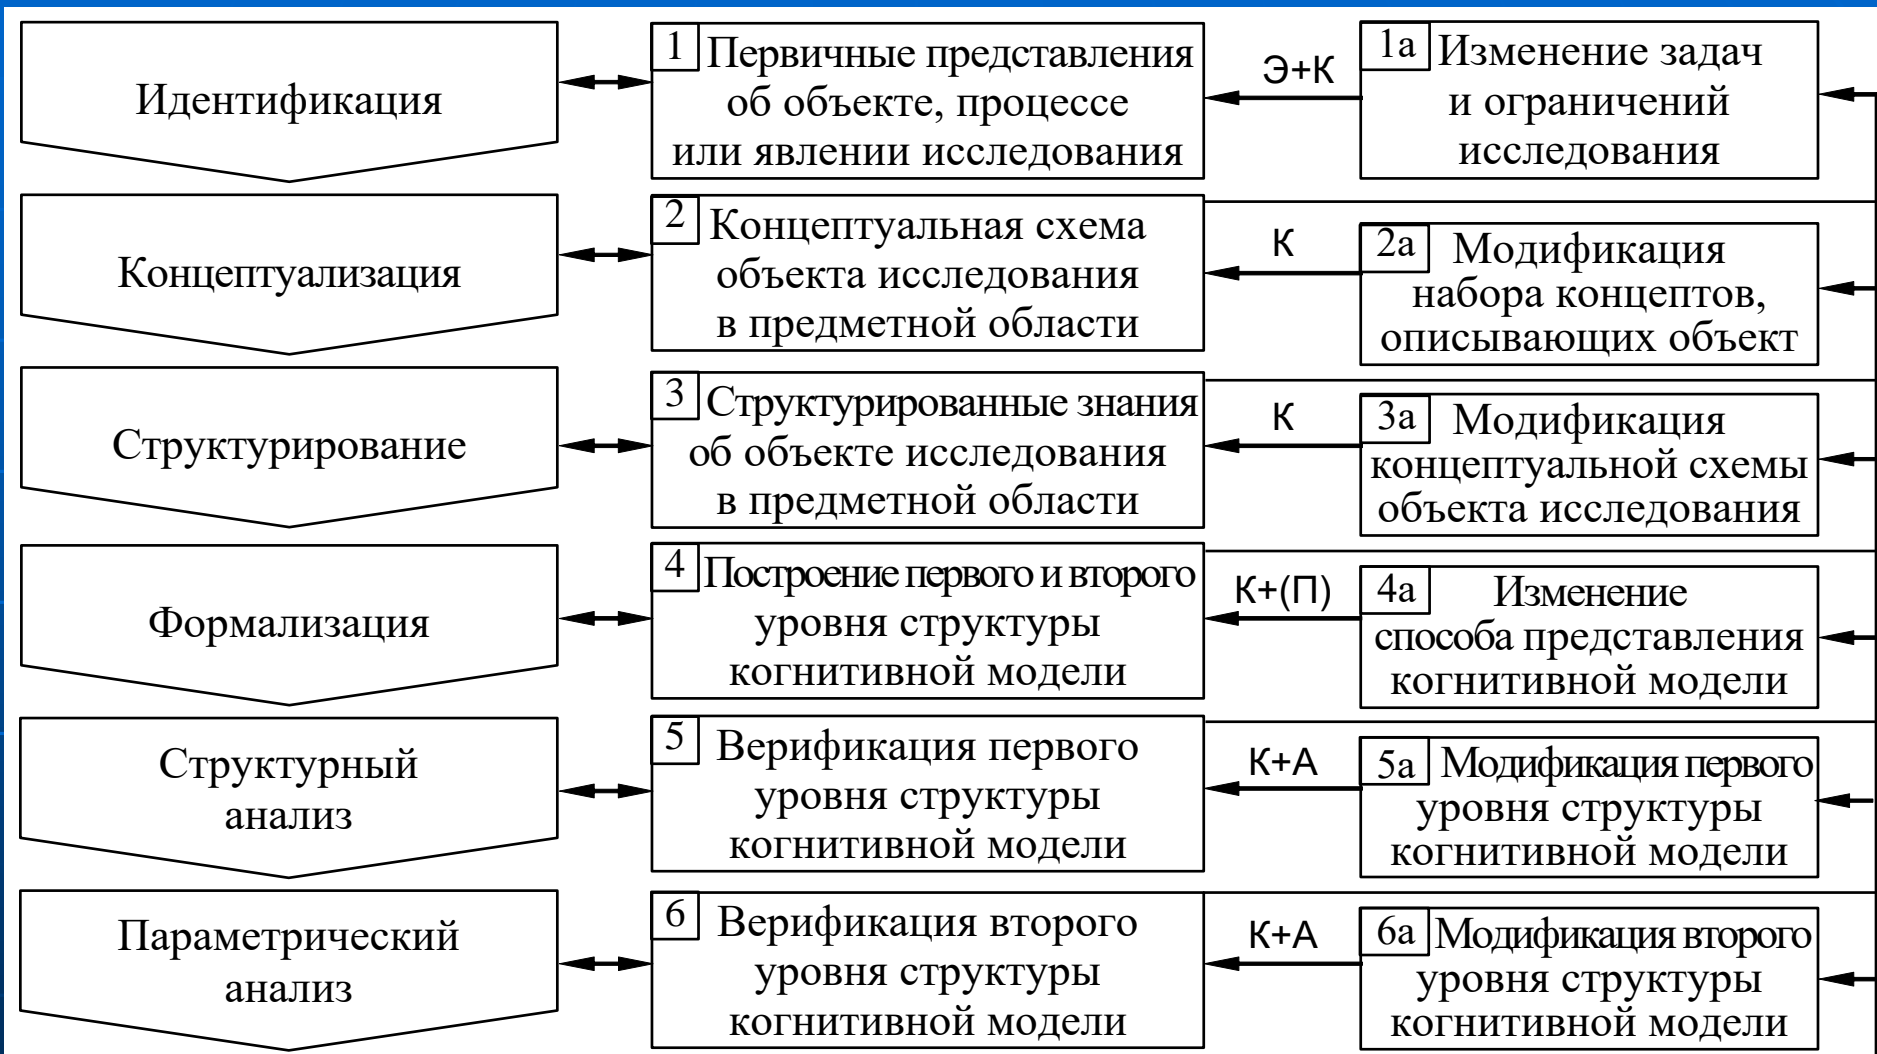 Идентификация
1 Первичные представления
об объекте, процессе
или явлении исследования
Э+К
1а Изменение задач
и ограничений
исследования
Концептуализация
2 Концептуальная схема
объекта исследования
в предметной области
К
2а Модификация
набора концептов,
описывающих объект
Структурирование
3 Структурированные знания
об объекте исследования
в предметной области
К
3а Модификация
концептуальной схемы
объекта исследования
Формализация
4 Построение первого и второго
уровня структуры
когнитивной модели
К+(П)
4а Изменение
способа представления
когнитивной модели
Структурный
анализ
5 Верификация первого
уровня структуры
когнитивной модели
К+А
5а Модификация первого
уровня структуры
когнитивной модели
Параметрический
анализ
6 Верификация второго
уровня структуры
когнитивной модели
К+А
6а Модификация второго
уровня структуры
когнитивной модели